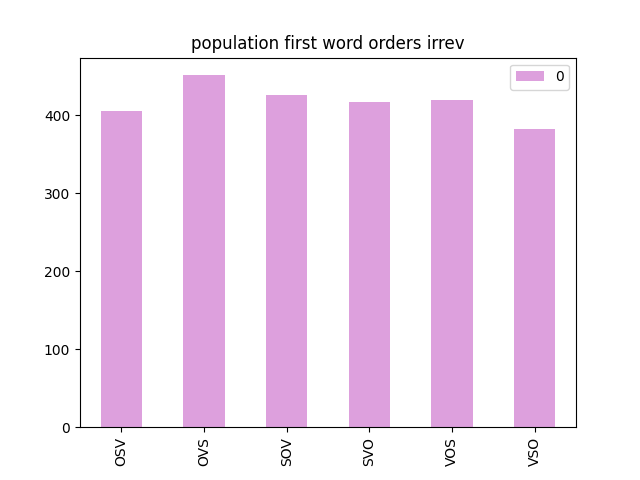 population first word orders irrev
0
400
300
200
100
0
OSV
OVS
SOV
SVO
VOS
VSO